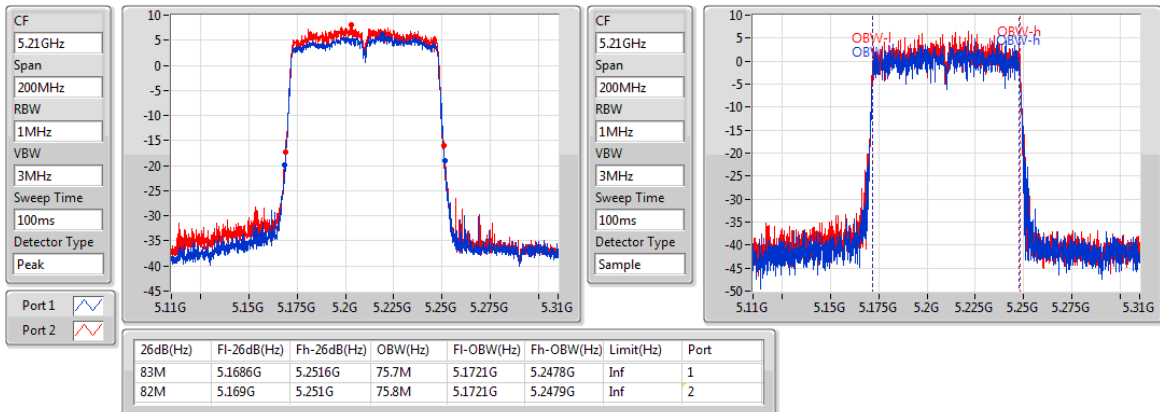 CF
5.21GHz
Span
200MHz
RBW
1MHz
VBW
3MHz
Sweep Time
100ms
Detector Type
Peak
Port 1
Port 2
10-
5-
0-
-5-
-10-
-15-
-20-
-25-
-30-
-35-
-40-
-45-
5.11G 5.15G 5.175G 5.2G 5.225G 5.25G 5.275G 5.31G
CF
5.21GHz
Span
200MHz
RBW
1MHz
VBW
3MHz
Sweep Time
100ms
Detector Type
Sample
10-
5-
0-
-5-
-10-
-15-
-20-
-25-
-30-
-35-
-40-
-45-
-50-
OBW-l OBW-h
OBW-h
5.11G 5.15G 5.175G 5.2G 5.225G 5.25G 5.275G 5.31G
26dB(Hz) Fl-26dB(Hz) Fh-26dB(Hz) OBW(Hz) Fl-OBW(Hz) Fh-OBW(Hz) Limit(Hz) Port
83M 5.1686G 5.2516G 75.7M 5.1721G 5.2478G Inf 1
82M 5.169G 5.251G 75.8M 5.1721G 5.2479G Inf 2